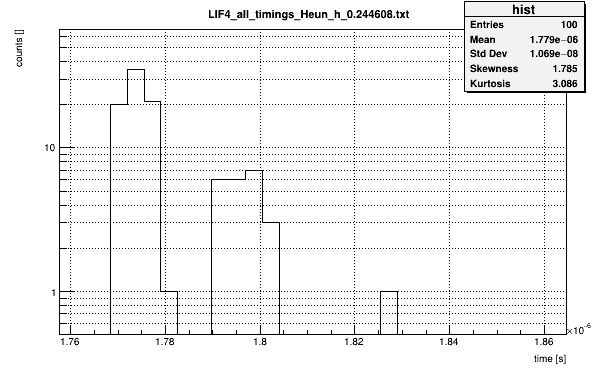 LIF4_all_timings_Heun_h_0.244608.txt
hist
Entries 100
Mean 1.779e−06
Std Dev 1.069e−08
Skewness 1.785
Kurtosis 3.086
counts []
10
1
1.76 1.78 1.8 1.82 1.84 1.86
×10−6
time [s]